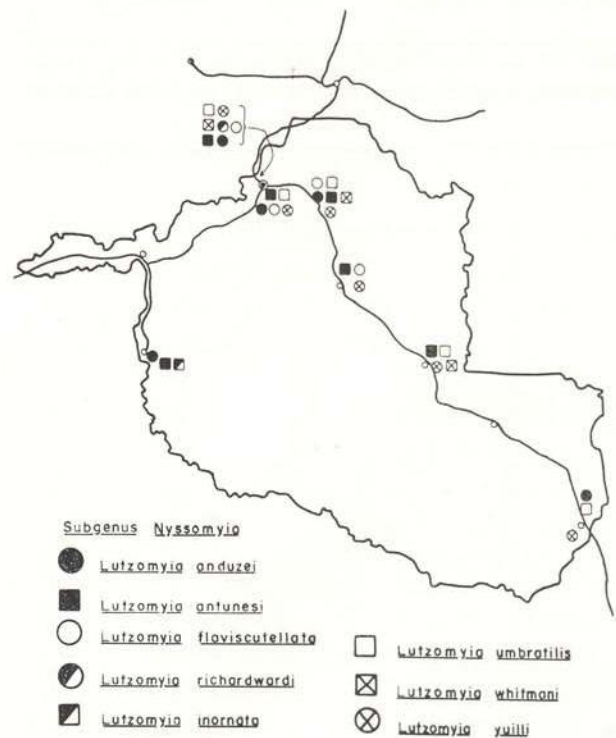 Subgenus Nyssomyia
Lutzomyia anduzei
Lutzomyia antunesi
Lutzomyia flaviscutellata
Lutzomyia richardwardi
Lutzomyia inornata
Lutzomyia umbratilis
Lutzomyia whitmani
Lutzomyia yuilli